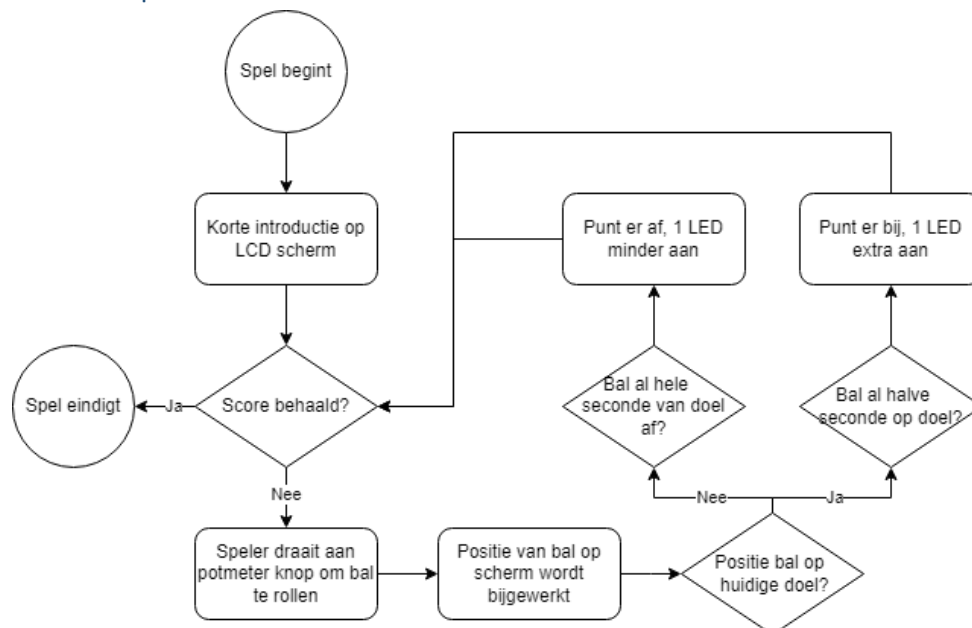 Spel begint
Korte introductie op
LCD scherm
Punt er af, 1 LED
minder aan
Punt er bij, 1 LED
extra aan
Spel eindigt
Ja
Score behaald?
Bal al hele
seconde van doel
af?
Bal al halve
seconde op doel?
Nee
Nee
Ja
Speler draait aan
potmeter knop om bal
te rollen
Positie van bal op
scherm wordt
bijgewerkt
Positie bal op
huidige doel?